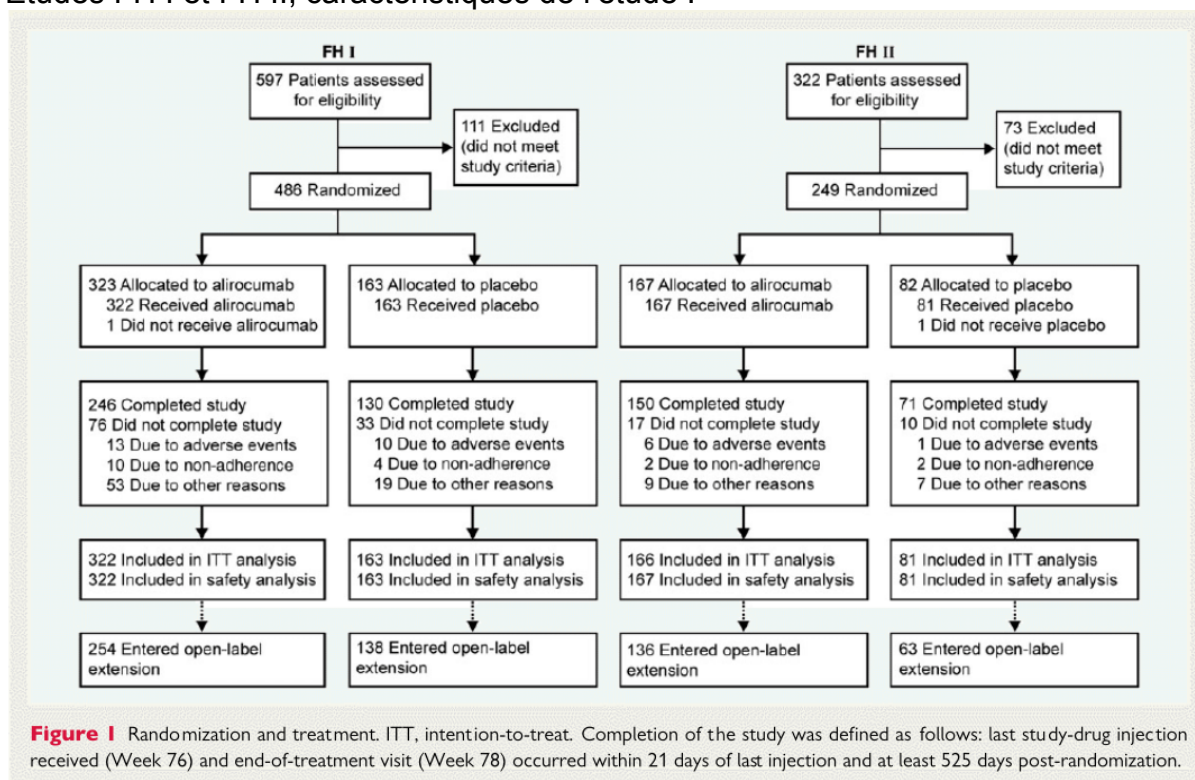 Etudes FH I et FH II, caractéristiques de l'étude :
FH I
597 Patients assessed
for eligibility
111 Excluded
(did not meet
study criteria)
486 Randomized
323 Allocated to alirocumab
322 Received alirocumab
1 Did not receive alirocumab
163 Allocated to placebo
163 Received placebo
246 Completed study
76 Did not complete study
13 Due to adverse events
10 Due to non-adherence
53 Due to other reasons
130 Completed study
33 Did not complete study
10 Due to adverse events
4 Due to non-adherence
19 Due to other reasons
322 Included in ITT analysis
322 Included in safety analysis
163 Included in ITT analysis
163 Included in safety analysis
254 Entered open-label
extension
138 Entered open-label
extension
FH II
322 Patients assessed
for eligibility
73 Excluded
(did not meet
study criteria)
249 Randomized
167 Allocated to alirocumab
167 Received alirocumab
82 Allocated to placebo
81 Received placebo
1 Did not receive placebo
150 Completed study
17 Did not complete study
6 Due to adverse events
2 Due to non-adherence
9 Due to other reasons
71 Completed study
10 Did not complete study
1 Due to adverse events
2 Due to non-adherence
7 Due to other reasons
166 Included in ITT analysis
167 Included in safety analysis
81 Included in ITT analysis
81 Included in safety analysis
136 Entered open-label
extension
63 Entered open-label
extension
Figure 1 Randomization and treatment. ITT, intention-to-treat. Completion of the study was defined as follows: last study-drug injection
received (Week 76) and end-of-treatment visit (Week 78) occurred within 21 days of last injection and at least 525 days post-randomization.